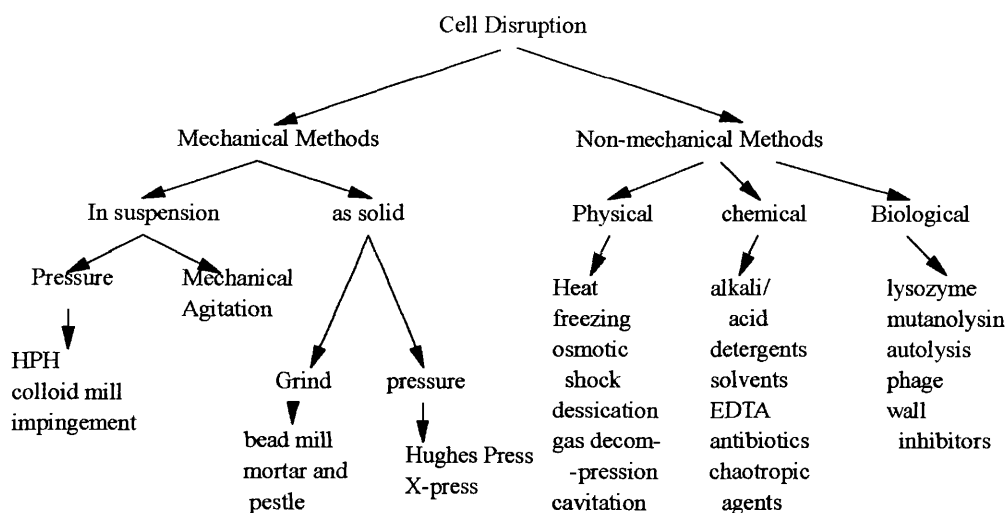 Cell Disruption
Mechanical Methods
Non-mechanical Methods
In suspension
as solid
Physical
chemical
Biological
Pressure
Mechanical
Agitation
HPH
colloid mill
impingement
Grind
pressure
bead mill
mortar and
pestle
Hughes Press
X-press
Heat
freezing
osmotic
shock
dessication
gas decom-
-pression
cavitation
alkali/
acid
detergents
solvents
EDTA
antibiotics
chaotropic
agents
lysozyme
mutanolysin
autolysis
phage
wall
inhibitors